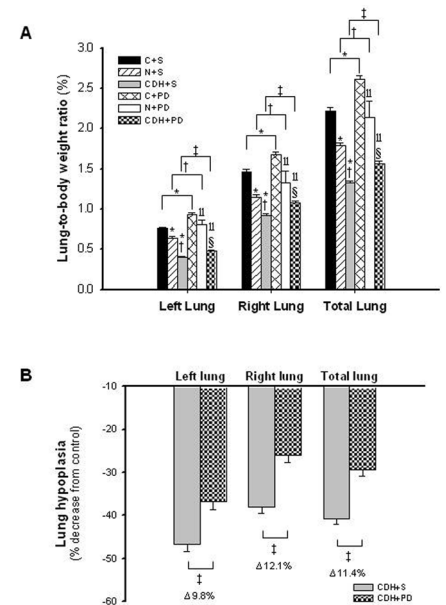 A
Lung-to-body weight ratio (%)
3.0
2.5
2.0
1.5
1.0
0.5
0.0
C+S
N+S
CDH+S
C+PD
N+PD
CDH+PD
‡
†
*
‡
†
*
‡
†
*
* * † ¶¶ ¶¶ §
* * † ¶¶ ¶¶ §
* * † ¶¶ ¶¶ §
Left Lung Right Lung Total Lung
B
Lung hypoplasia
(% decrease from control)
Left lung Right lung Total lung
-10
-20
-30
-40
-50
-60
‡
Δ9.8%
‡
Δ12.1%
‡
Δ11.4%
CDH+S
CDH+PD